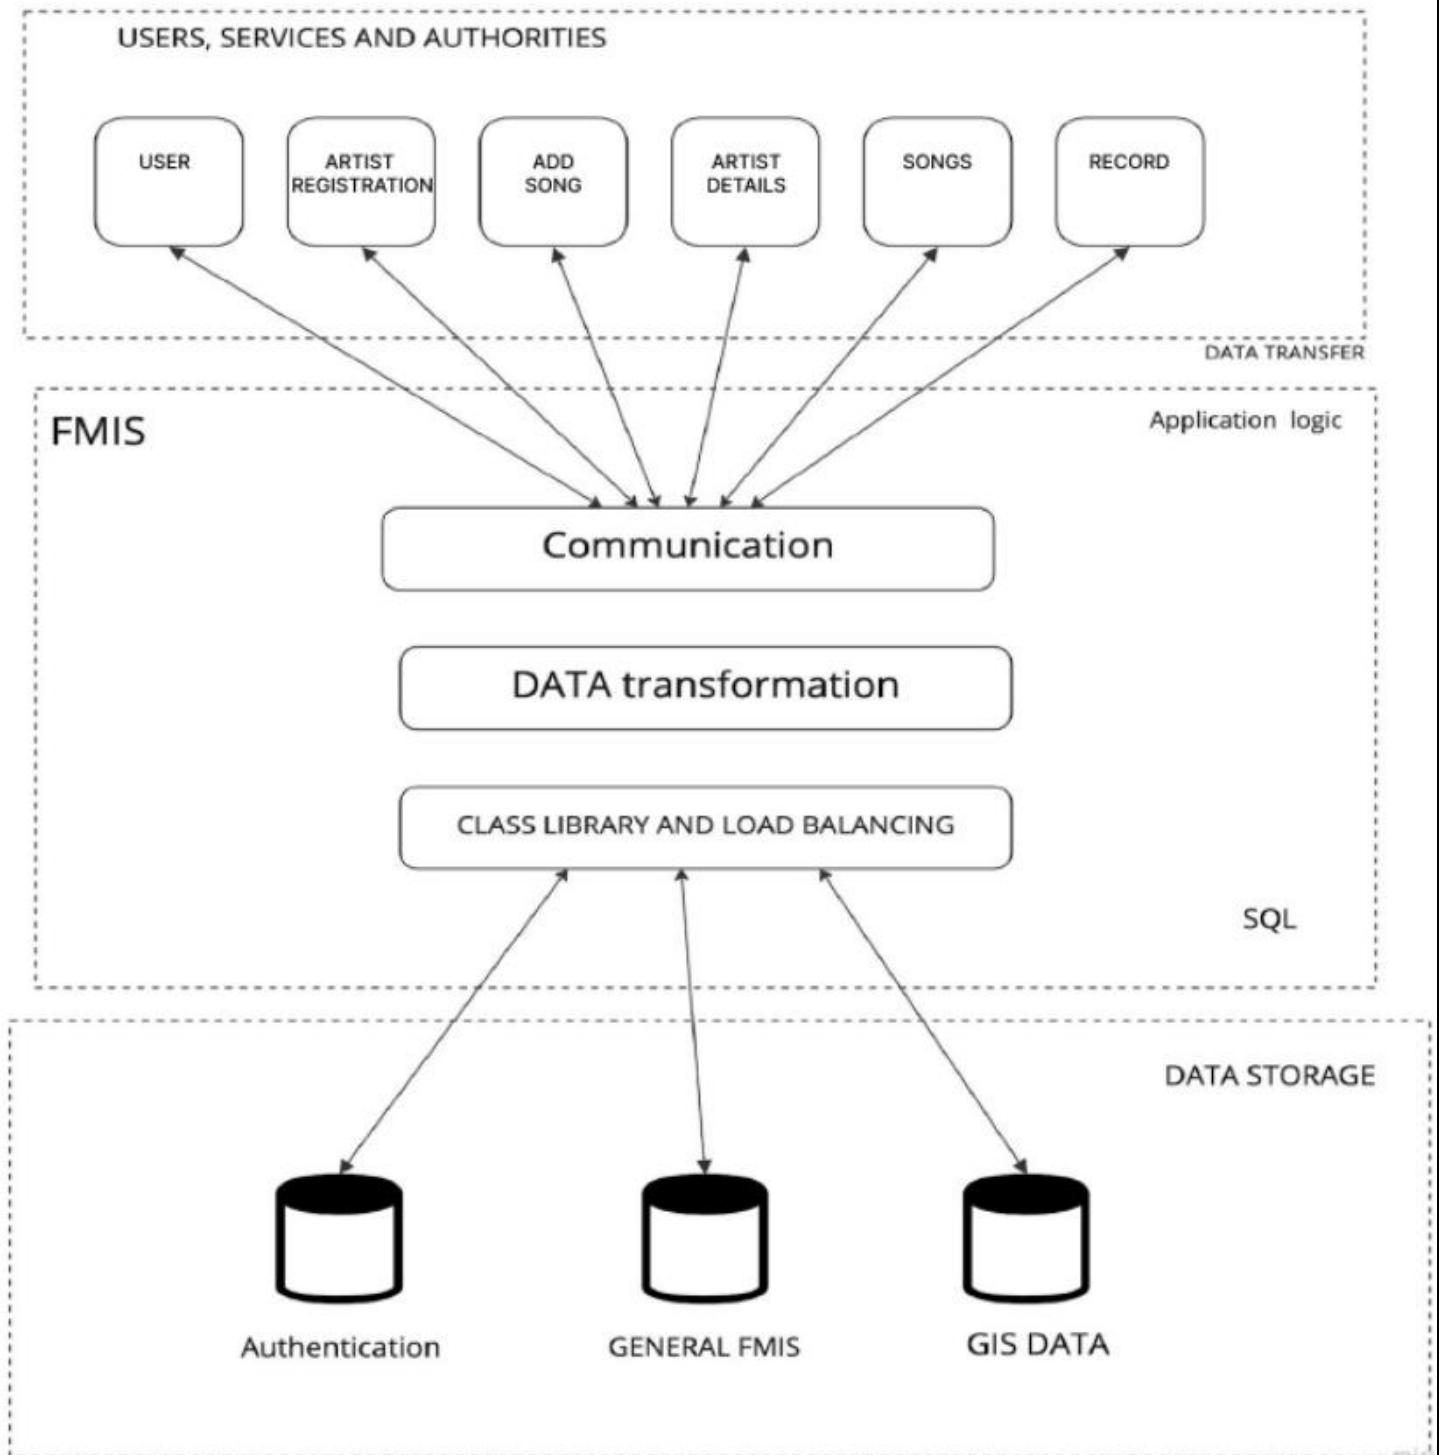 USERS, SERVICES AND AUTHORITIES
USER
ARTIST
REGISTRATION
ADD
SONG
ARTIST
DETAILS
SONGS
RECORD
DATA TRANSFER
FMIS
Application logic
Communication
DATA transformation
CLASS LIBRARY AND LOAD BALANCING
SQL
DATA STORAGE
Authentication
GENERAL FMIS
GIS DATA